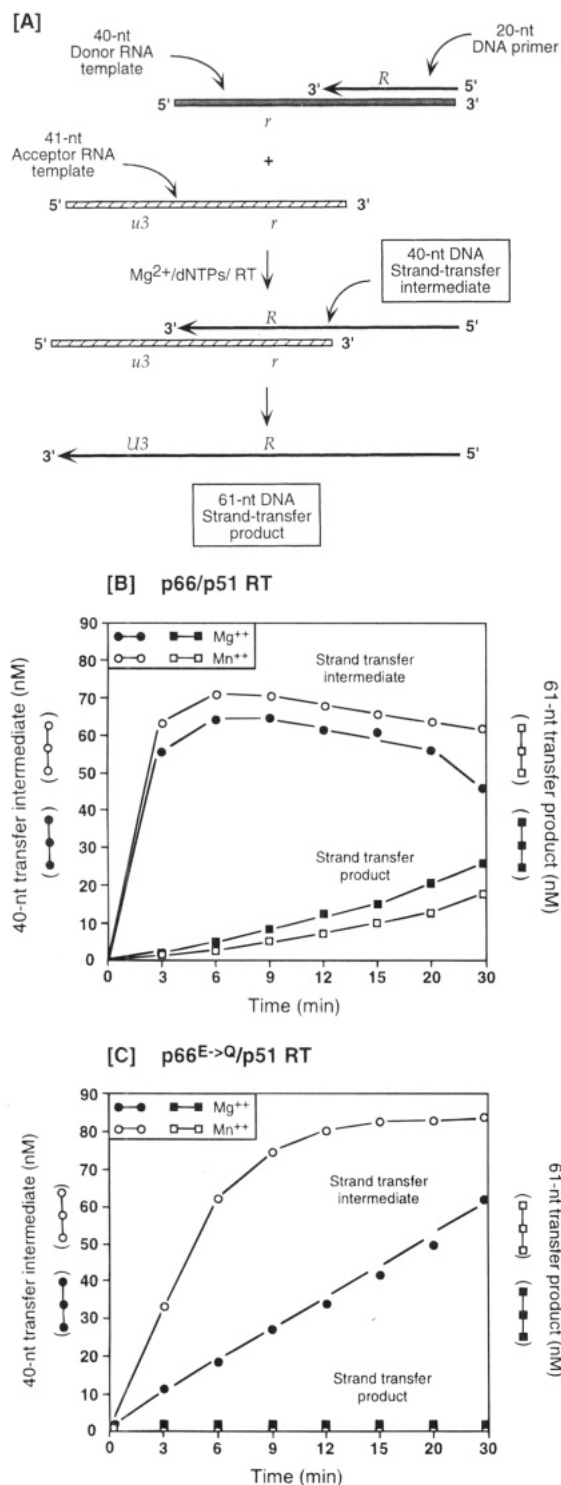 [A]
40-nt
Donor RNA
template
20-nt
DNA primer
3'
R
5'
5'
3'
r
41-nt
Acceptor RNA
template
+
5'
3'
u3
r
Mg2+/dNTPs/ RT
40-nt DNA
Strand-transfer
intermediate
3'
R
5'
5'
3'
u3
r
3'
U3
R
5'
61-nt DNA
Strand-transfer
product
[B] p66/p51 RT
Mg++
Mn++
Strand transfer
intermediate
Strand transfer
product
90
80
70
60
50
40
30
20
10
0
0 3 6 9 12 15 20 30
Time (min)
40-nt transfer intermediate (nM)
61-nt transfer product (nM)
[C] p66E->Q/p51 RT
Mg++
Mn++
Strand transfer
intermediate
Strand transfer
product
90
80
70
60
50
40
30
20
10
0
0 3 6 9 12 15 20 30
Time (min)
40-nt transfer intermediate (nM)
61-nt transfer product (nM)